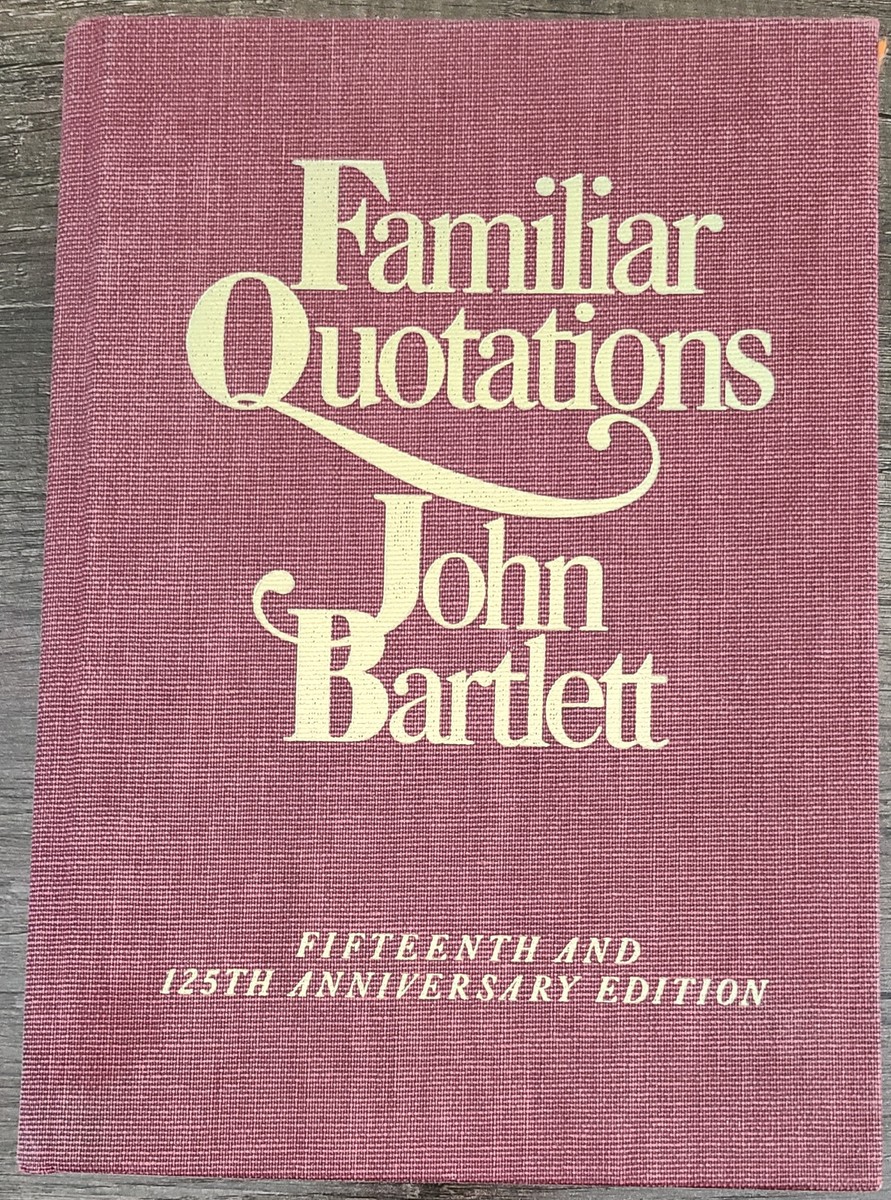 Familiar
Quotations
John
Bartlett
FIFTEENTH AND
125TH ANNIVERSARY EDITION